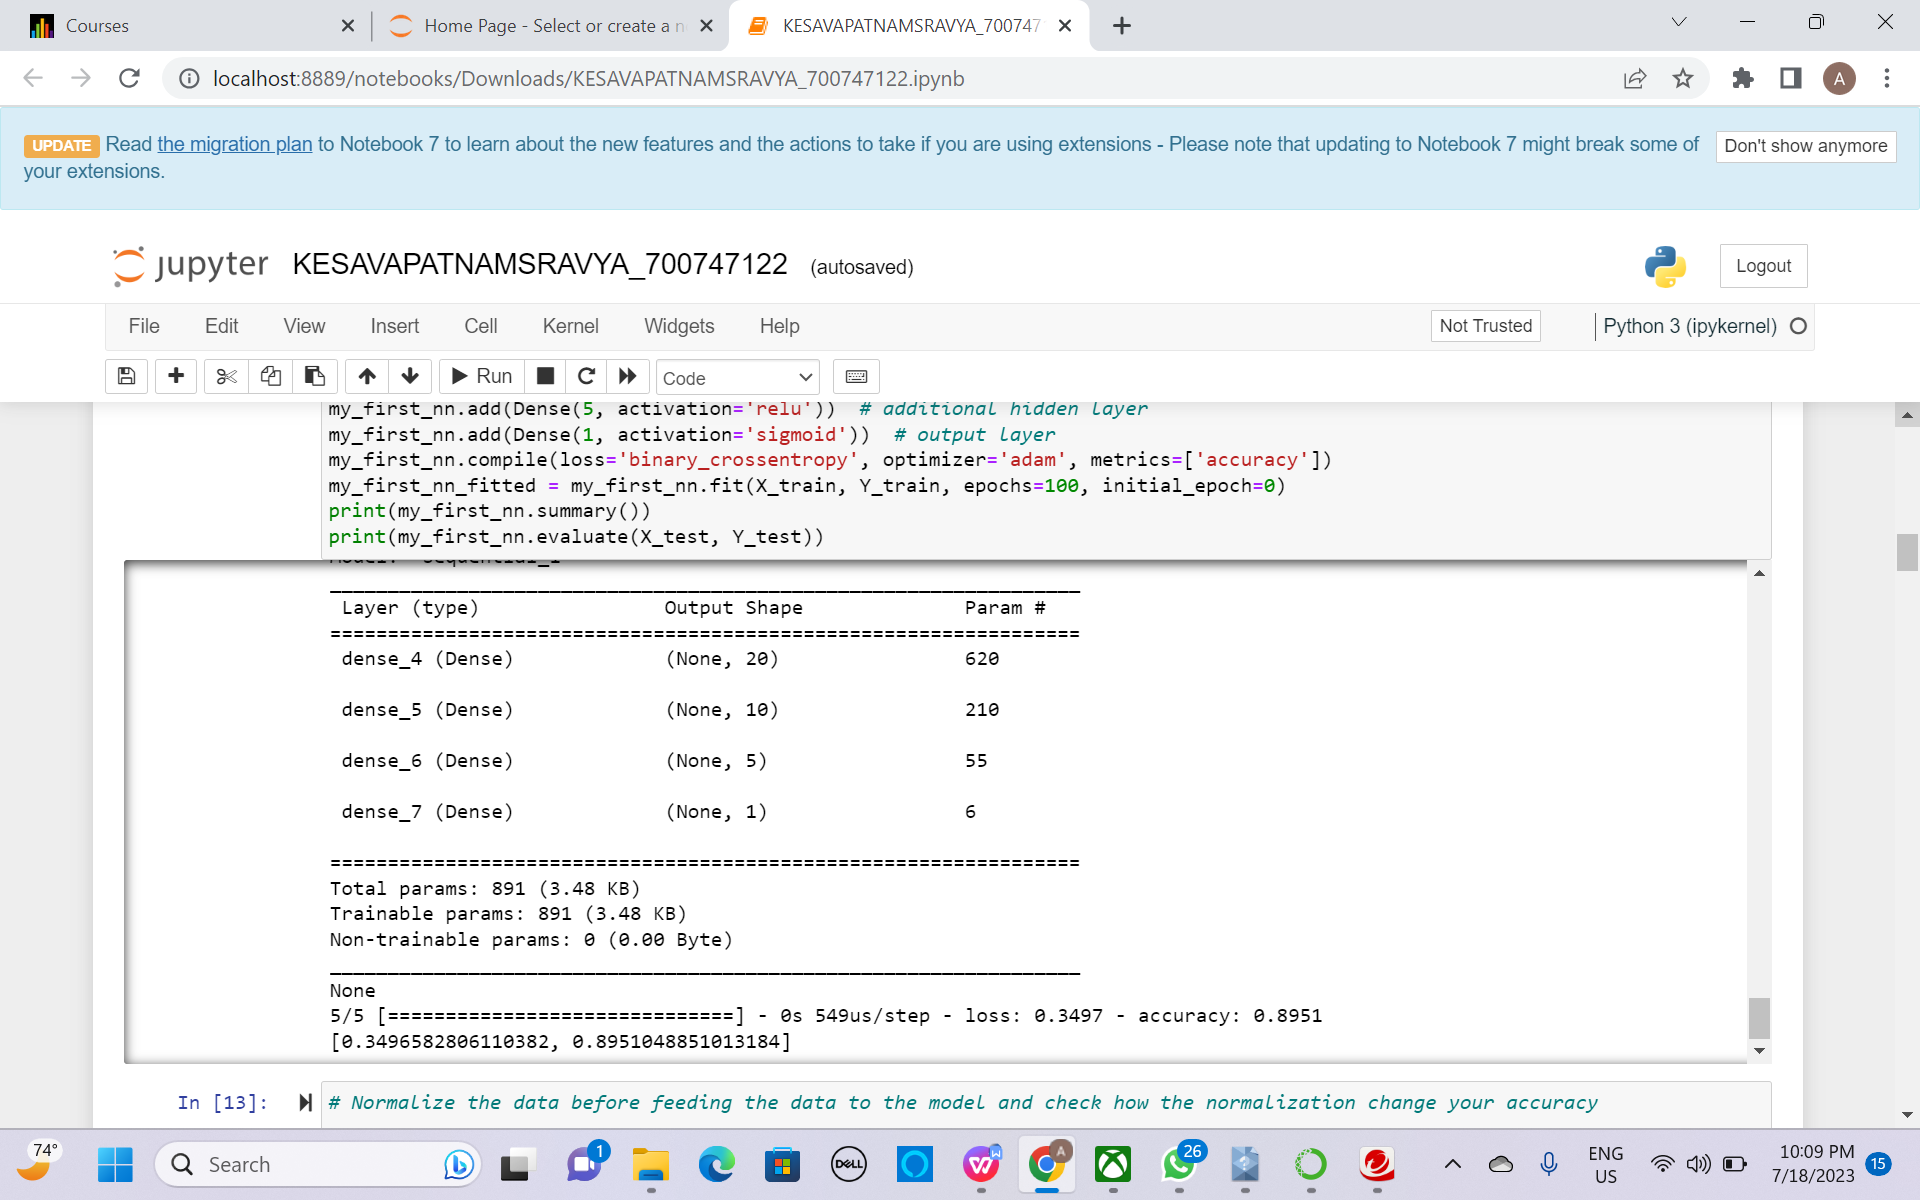 Courses
Home Page - Select or create a n
KESAVAPATNAMSRAVYA_700747
localhost:8889/notebooks/Downloads/KESAVAPATNAMSRAVYA_700747122.ipynb
A
UPDATE Read the migration plan to Notebook 7 to learn about the new features and the actions to take if you are using extensions - Please note that updating to Notebook 7 might break some of
your extensions.
Don't show anymore
jupyter KESAVAPATNAMSRAVYA_700747122 (autosaved)
Logout
File Edit View Insert Cell Kernel Widgets Help
Not Trusted
Python 3 (ipykernel)
Run
Code
my_first_nn.add(Dense(5, activation='relu')) # additional hidden layer
my_first_nn.add(Dense(1, activation='sigmoid')) # output layer
my_first_nn.compile(loss='binary_crossentropy', optimizer='adam', metrics=['accuracy'])
my_first_nn_fitted = my_first_nn.fit(X_train, Y_train, epochs=100, initial_epoch=0)
print(my_first_nn.summary())
print(my_first_nn.evaluate(X_test, Y_test))
_________________________________________________________________
Layer (type) Output Shape Param #
=================================================================
dense_4 (Dense) (None, 20) 620
dense_5 (Dense) (None, 10) 210
dense_6 (Dense) (None, 5) 55
dense_7 (Dense) (None, 1) 6
=================================================================
Total params: 891 (3.48 KB)
Trainable params: 891 (3.48 KB)
Non-trainable params: 0 (0.00 Byte)
_________________________________________________________________
None
5/5 [==============================] - 0s 549us/step - loss: 0.3497 - accuracy: 0.8951
[0.3496582806110382, 0.8951048851013184]
In [13]:
# Normalize the data before feeding the data to the model and check how the normalization change your accuracy
74°
Search
1
DELL
W
A
26
ENG
US
10:09 PM
7/18/2023
15